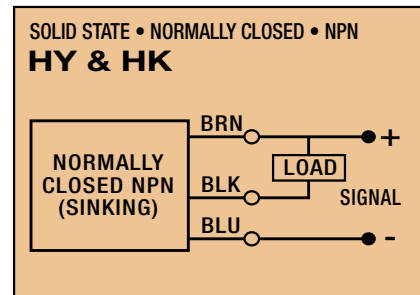 SOLID STATE • NORMALLY CLOSED • NPN
HY & HK
BRN
+
NORMALLY
CLOSED NPN
(SINKING)
LOAD
BLK
SIGNAL
BLU
-